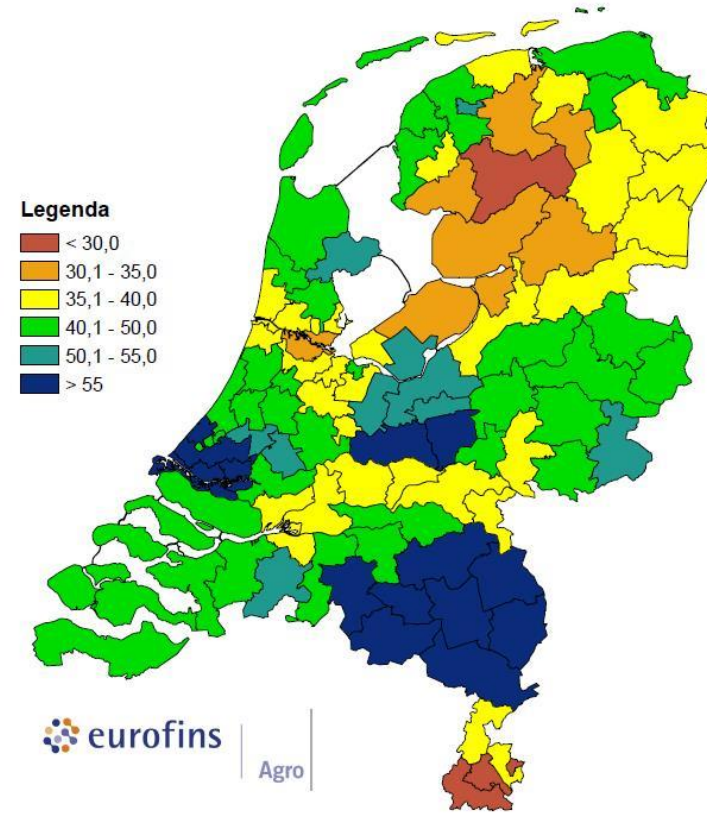 Legenda
< 30,0
30,1 - 35,0
35,1 - 40,0
40,1 - 50,0
50,1 - 55,0
> 55
eurofins
Agro